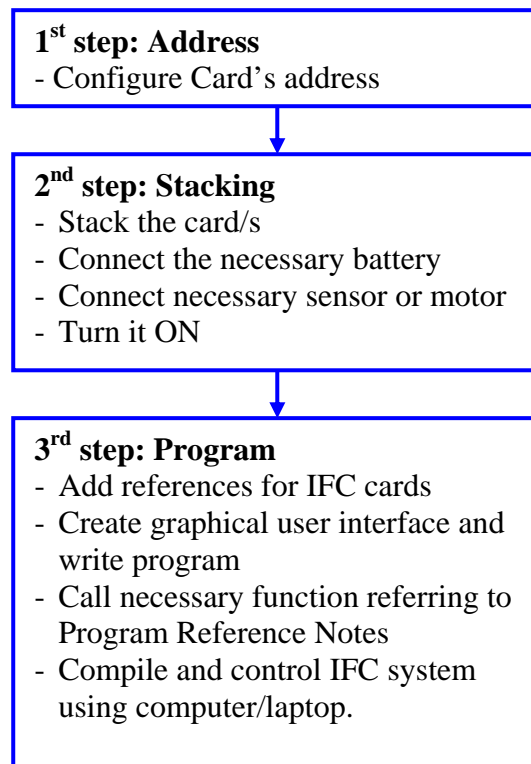 1st step: Address
- Configure Card's address
2nd step: Stacking
- Stack the card/s
- Connect the necessary battery
- Connect necessary sensor or motor
- Turn it ON
3rd step: Program
- Add references for IFC cards
- Create graphical user interface and
write program
- Call necessary function referring to
Program Reference Notes
- Compile and control IFC system
using computer/laptop.